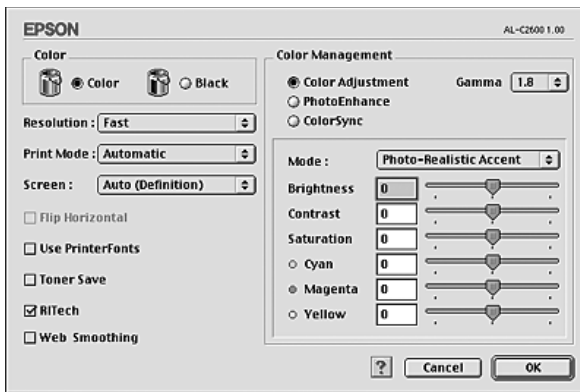 EPSON
AL-C2600 1.00
Color
Color
Black
Resolution : Fast
Print Mode : Automatic
Screen : Auto (Definition)
Flip Horizontal
Use PrinterFonts
Toner Save
RITech
Web Smoothing
Color Management
Color Adjustment
Gamma 1.8
PhotoEnhance
ColorSync
Mode : Photo-Realistic Accent
Brightness 0
Contrast 0
Saturation 0
Cyan 0
Magenta 0
Yellow 0
? Cancel OK